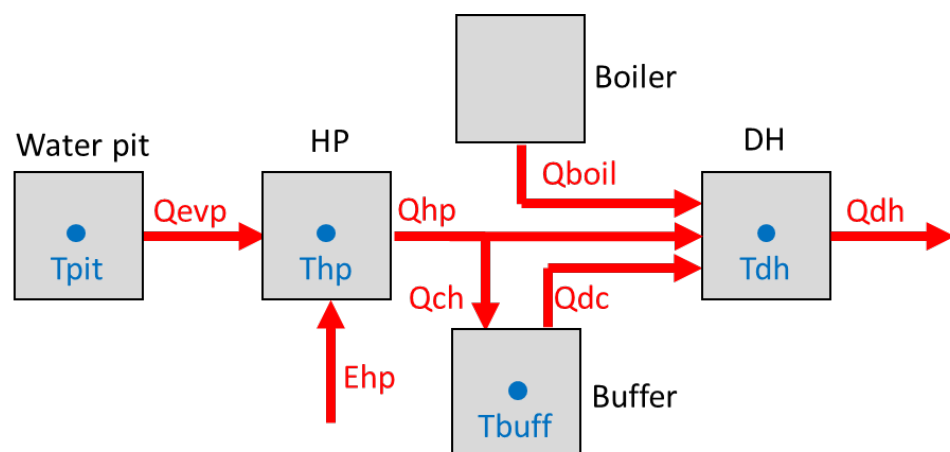 Boiler
Water pit
HP
DH
Qboil
Qevp
Qhp
Qdh
Tpit
Thp
Tdh
Qch
Qdc
Ehp
Buffer
Tbuff